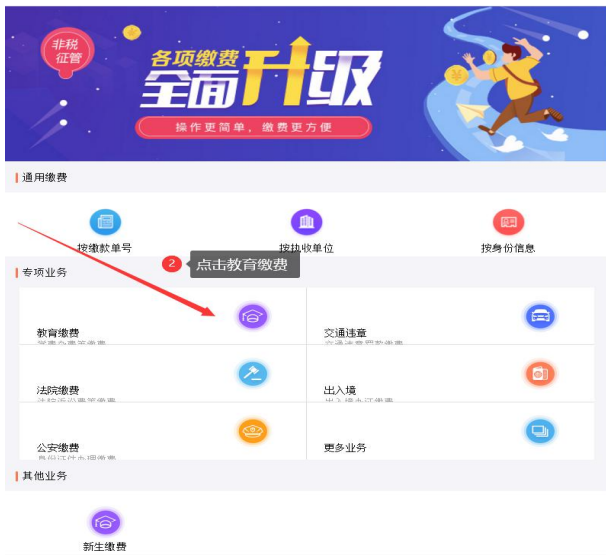 非税
征管
各项缴费
全面升级
操作更简单，缴费更方便
通用缴费
按缴款单号
按执收单位
按身份信息
2 点击教育缴费
专项业务
教育缴费
交通违章
法院缴费
出入境
公安缴费
更多业务
其他业务
新生缴费